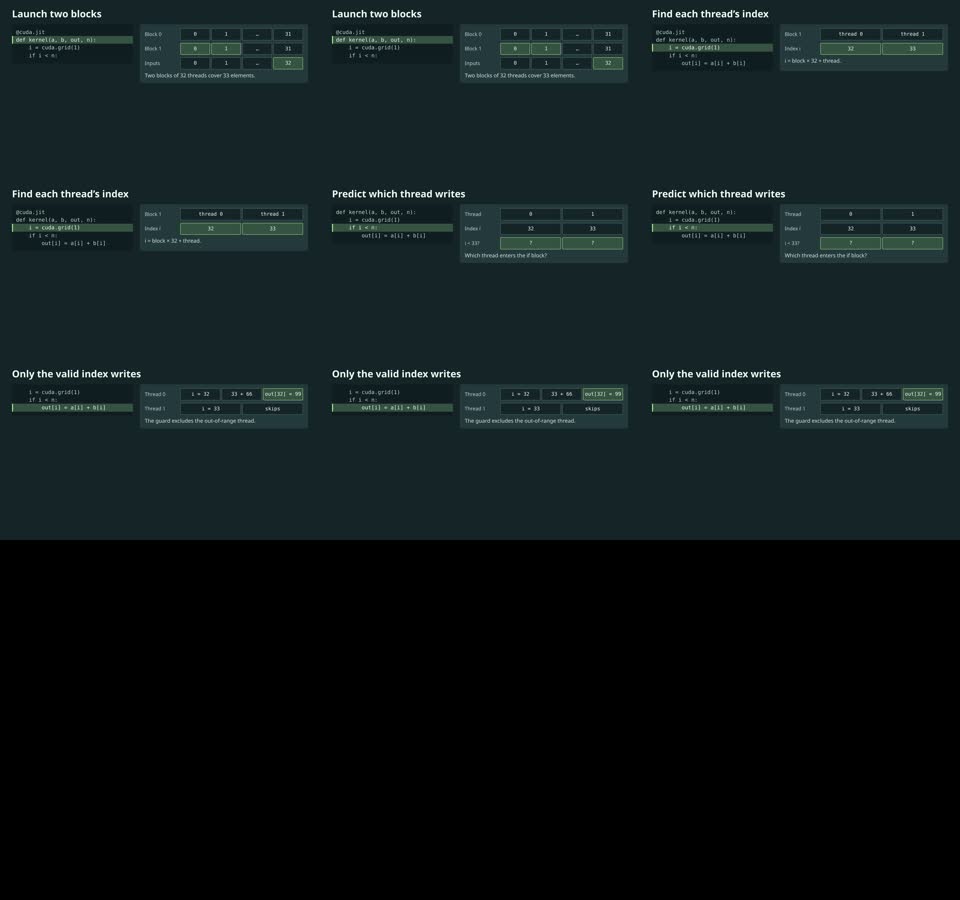 Launch two blocks
@cuda.jit
def kernel(a, b, out, n):
i = cuda.grid(1)
if i < n:
Block 0 0 1 … 31
Block 1 0 1 … 31
Inputs 0 1 … 32
Two blocks of 32 threads cover 33 elements.
Launch two blocks
@cuda.jit
def kernel(a, b, out, n):
i = cuda.grid(1)
if i < n:
Block 0 0 1 … 31
Block 1 0 1 … 31
Inputs 0 1 … 32
Two blocks of 32 threads cover 33 elements.
Find each thread’s index
@cuda.jit
def kernel(a, b, out, n):
i = cuda.grid(1)
if i < n:
out[i] = a[i] + b[i]
Block 1 thread 0 thread 1
Index i 32 33
i = block × 32 + thread.
Find each thread’s index
@cuda.jit
def kernel(a, b, out, n):
i = cuda.grid(1)
if i < n:
out[i] = a[i] + b[i]
Block 1 thread 0 thread 1
Index i 32 33
i = block × 32 + thread.
Predict which thread writes
def kernel(a, b, out, n):
i = cuda.grid(1)
if i < n:
out[i] = a[i] + b[i]
Thread 0 1
Index i 32 33
i < 33? ? ?
Which thread enters the if block?
Predict which thread writes
def kernel(a, b, out, n):
i = cuda.grid(1)
if i < n:
out[i] = a[i] + b[i]
Thread 0 1
Index i 32 33
i < 33? ? ?
Which thread enters the if block?
Only the valid index writes
i = cuda.grid(1)
if i < n:
out[i] = a[i] + b[i]
Thread 0 i = 32 33 + 66 out[32] = 99
Thread 1 i = 33 skips
The guard excludes the out-of-range thread.
Only the valid index writes
i = cuda.grid(1)
if i < n:
out[i] = a[i] + b[i]
Thread 0 i = 32 33 + 66 out[32] = 99
Thread 1 i = 33 skips
The guard excludes the out-of-range thread.
Only the valid index writes
i = cuda.grid(1)
if i < n:
out[i] = a[i] + b[i]
Thread 0 i = 32 33 + 66 out[32] = 99
Thread 1 i = 33 skips
The guard excludes the out-of-range thread.